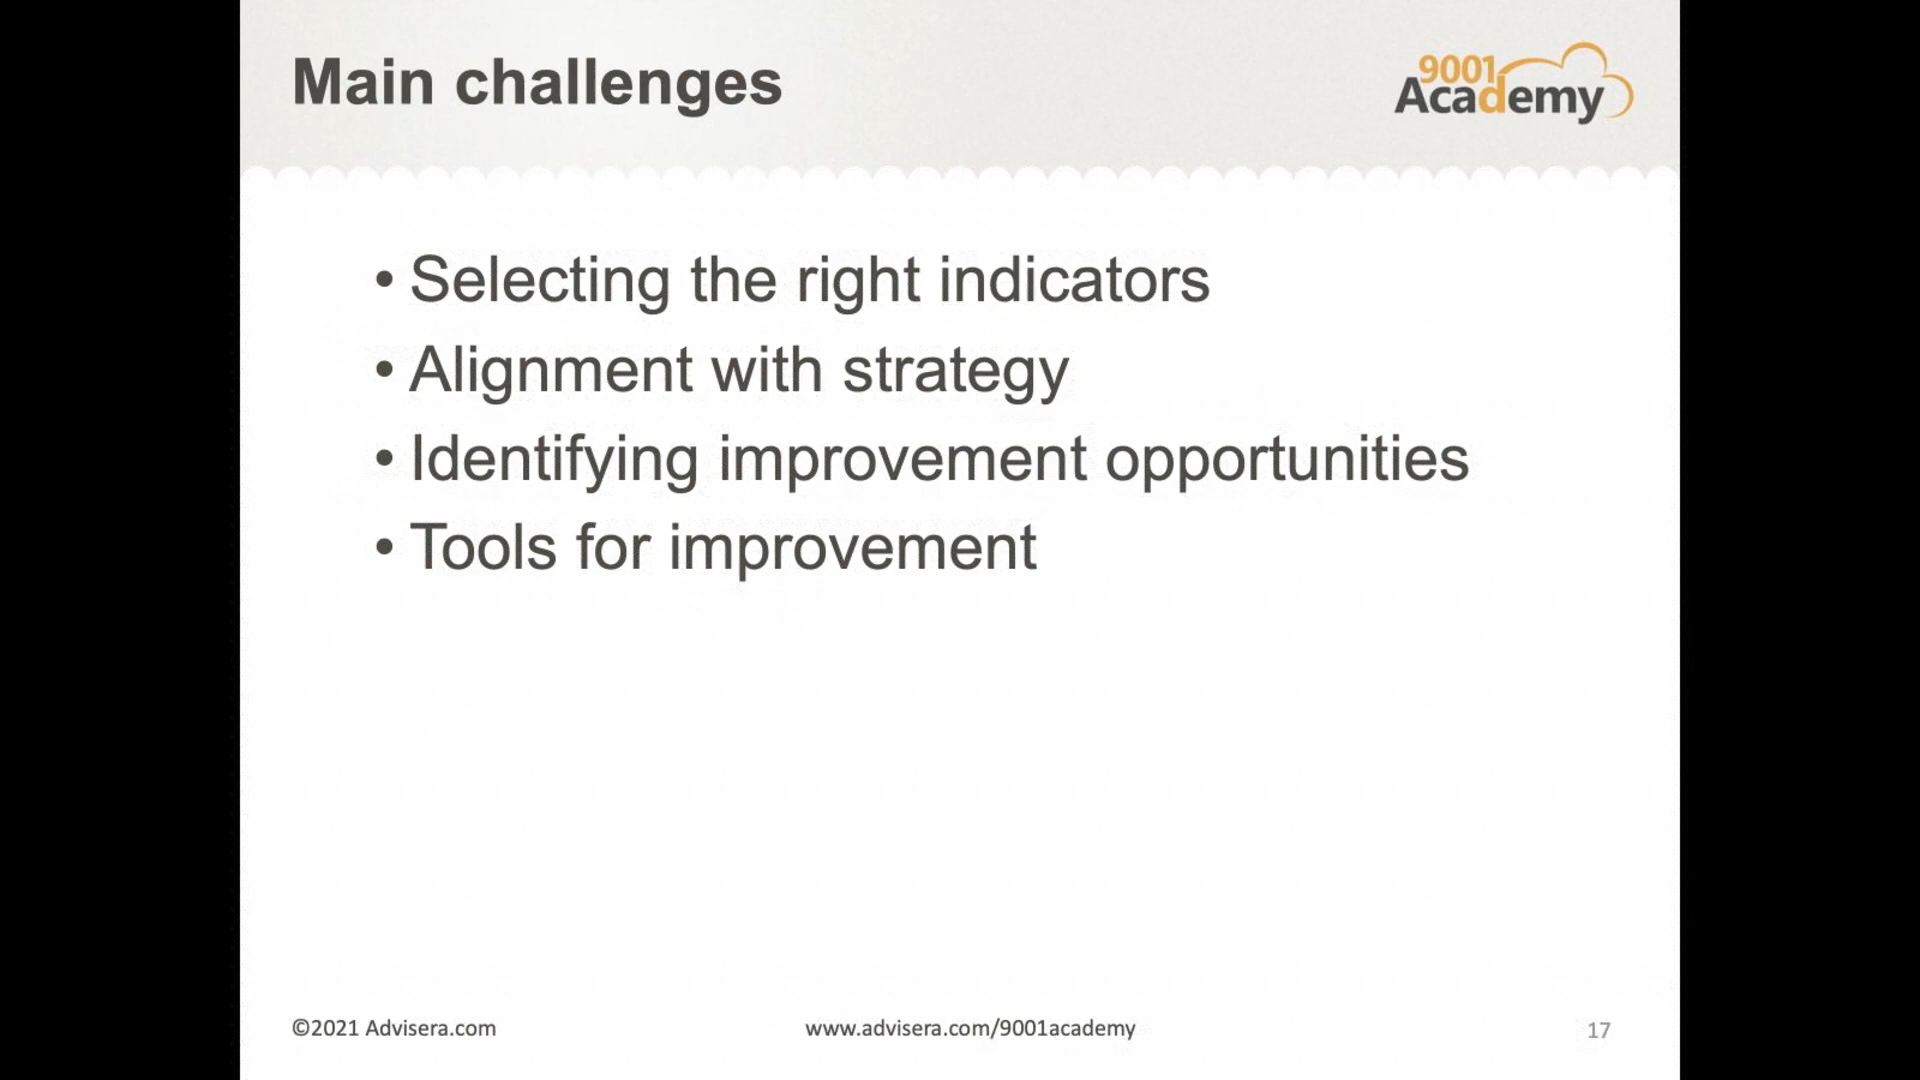 Main challenges
9001
Academy
• Selecting the right indicators
• Alignment with strategy
• Identifying improvement opportunities
• Tools for improvement
©2021 Advisera.com
www.advisera.com/9001academy
17